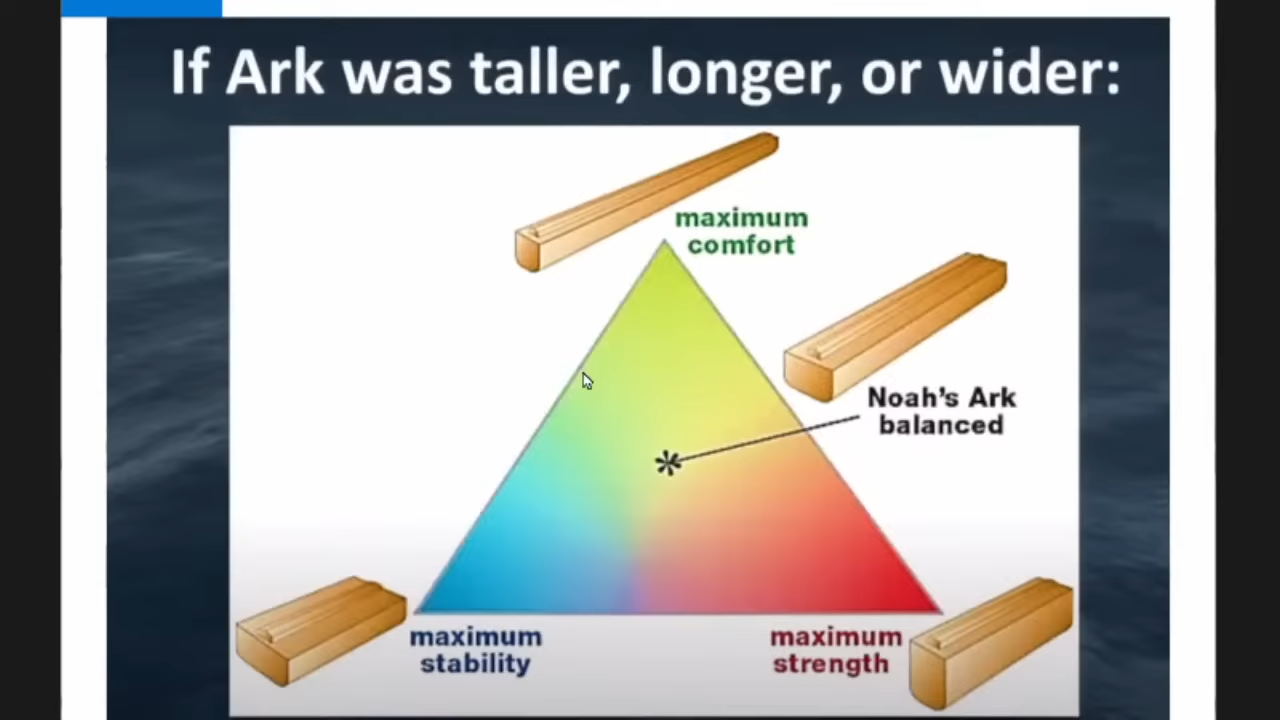 If Ark was taller, longer, or wider:
maximum
comfort
Noah's Ark
balanced
maximum
stability
maximum
strength